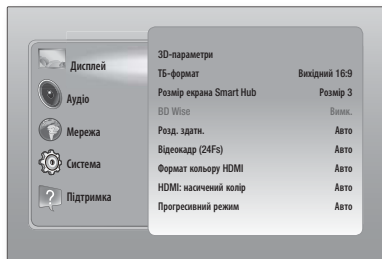 Дисплей
Аудіо
Мережа
Система
Підтримка
3D-параметри
ТБ-формат Вихідний 16:9
Розмір екрана Smart Hub Розмір 3
BD Wise Вимк.
Розд. здатн. Авто
Відеокадр (24Fs) Авто
Формат кольору HDMI Авто
HDMI: насичений колір Авто
Прогресивний режим Авто